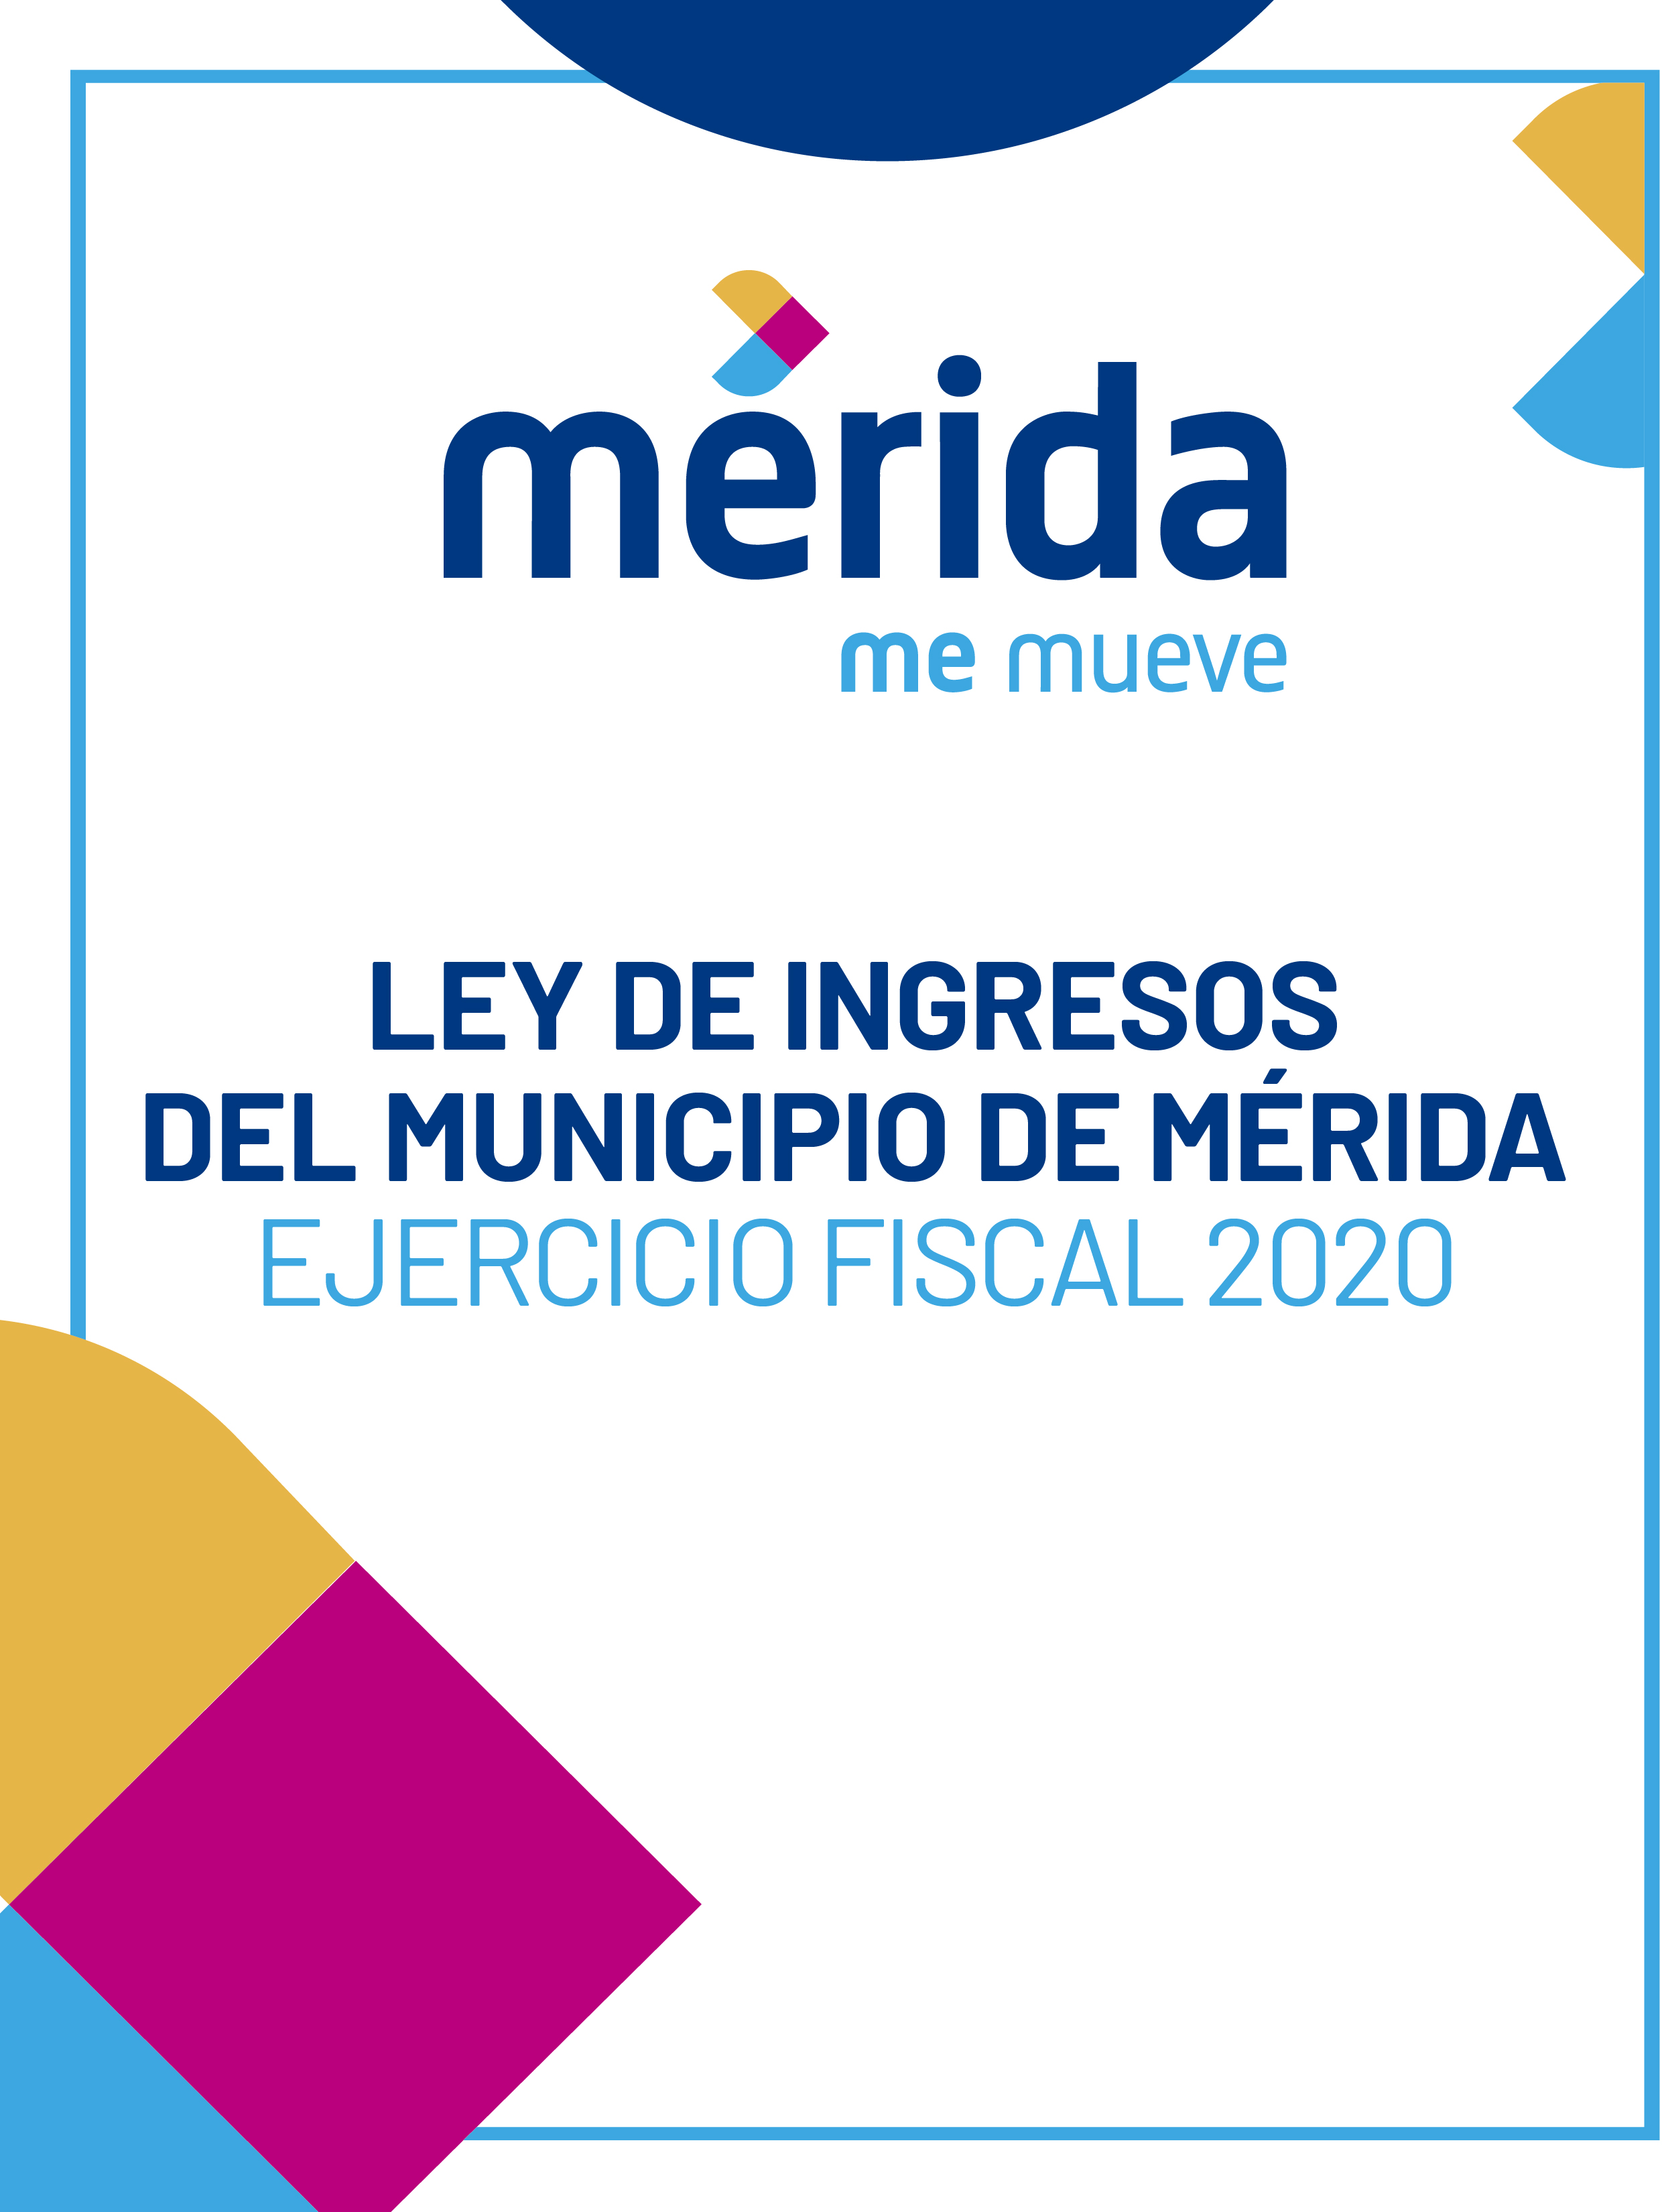 mérida
me mueve
LEY DE INGRESOS
DEL MUNICIPIO DE MÉRIDA
EJERCICIO FISCAL 2020